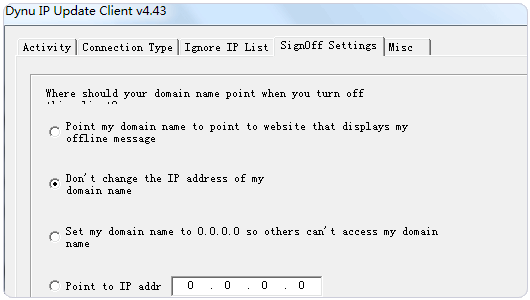 Dynu IP Update Client v4.43
Activity Connection Type Ignore IP List SignOff Settings Misc
Where should your domain name point when you turn off
Point my domain name to point to website that displays my
offline message
Don't change the IP address of my
domain name
Set my domain name to 0.0.0.0 so others can't access my domain
name
Point to IP addr 0 . 0 . 0 . 0